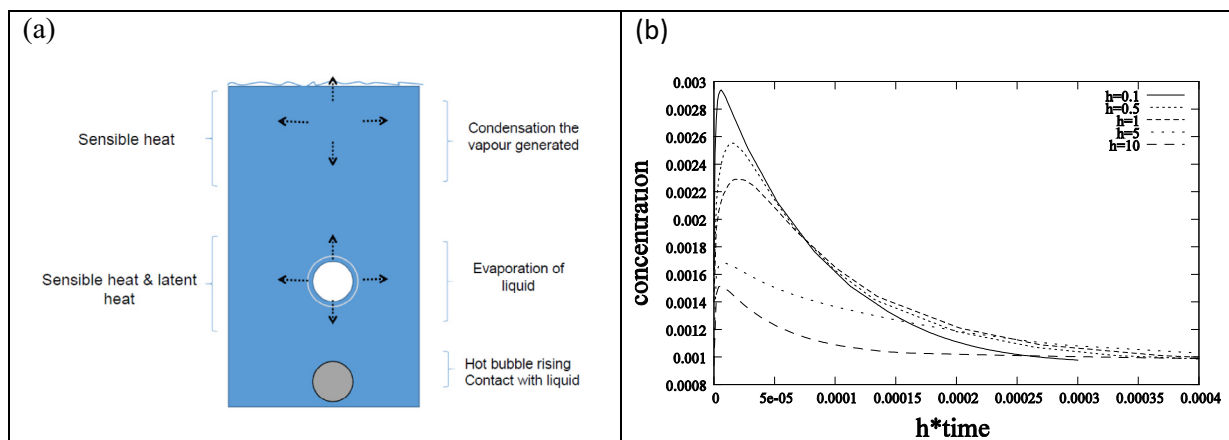 (a)
Sensible heat
Condensation the
vapour generated
Sensible heat & latent
heat
Evaporation of
liquid
Hot bubble rising
Contact with liquid
(b)
0.003
0.0028
0.0026
0.0024
0.0022
0.002
0.0018
0.0016
0.0014
0.0012
0.001
0.0008
concentration
h=0.1
h=0.5
h=1
h=5
h=10
0 5e-05 0.0001 0.00015 0.0002 0.00025 0.0003 0.00035 0.0004
h*time